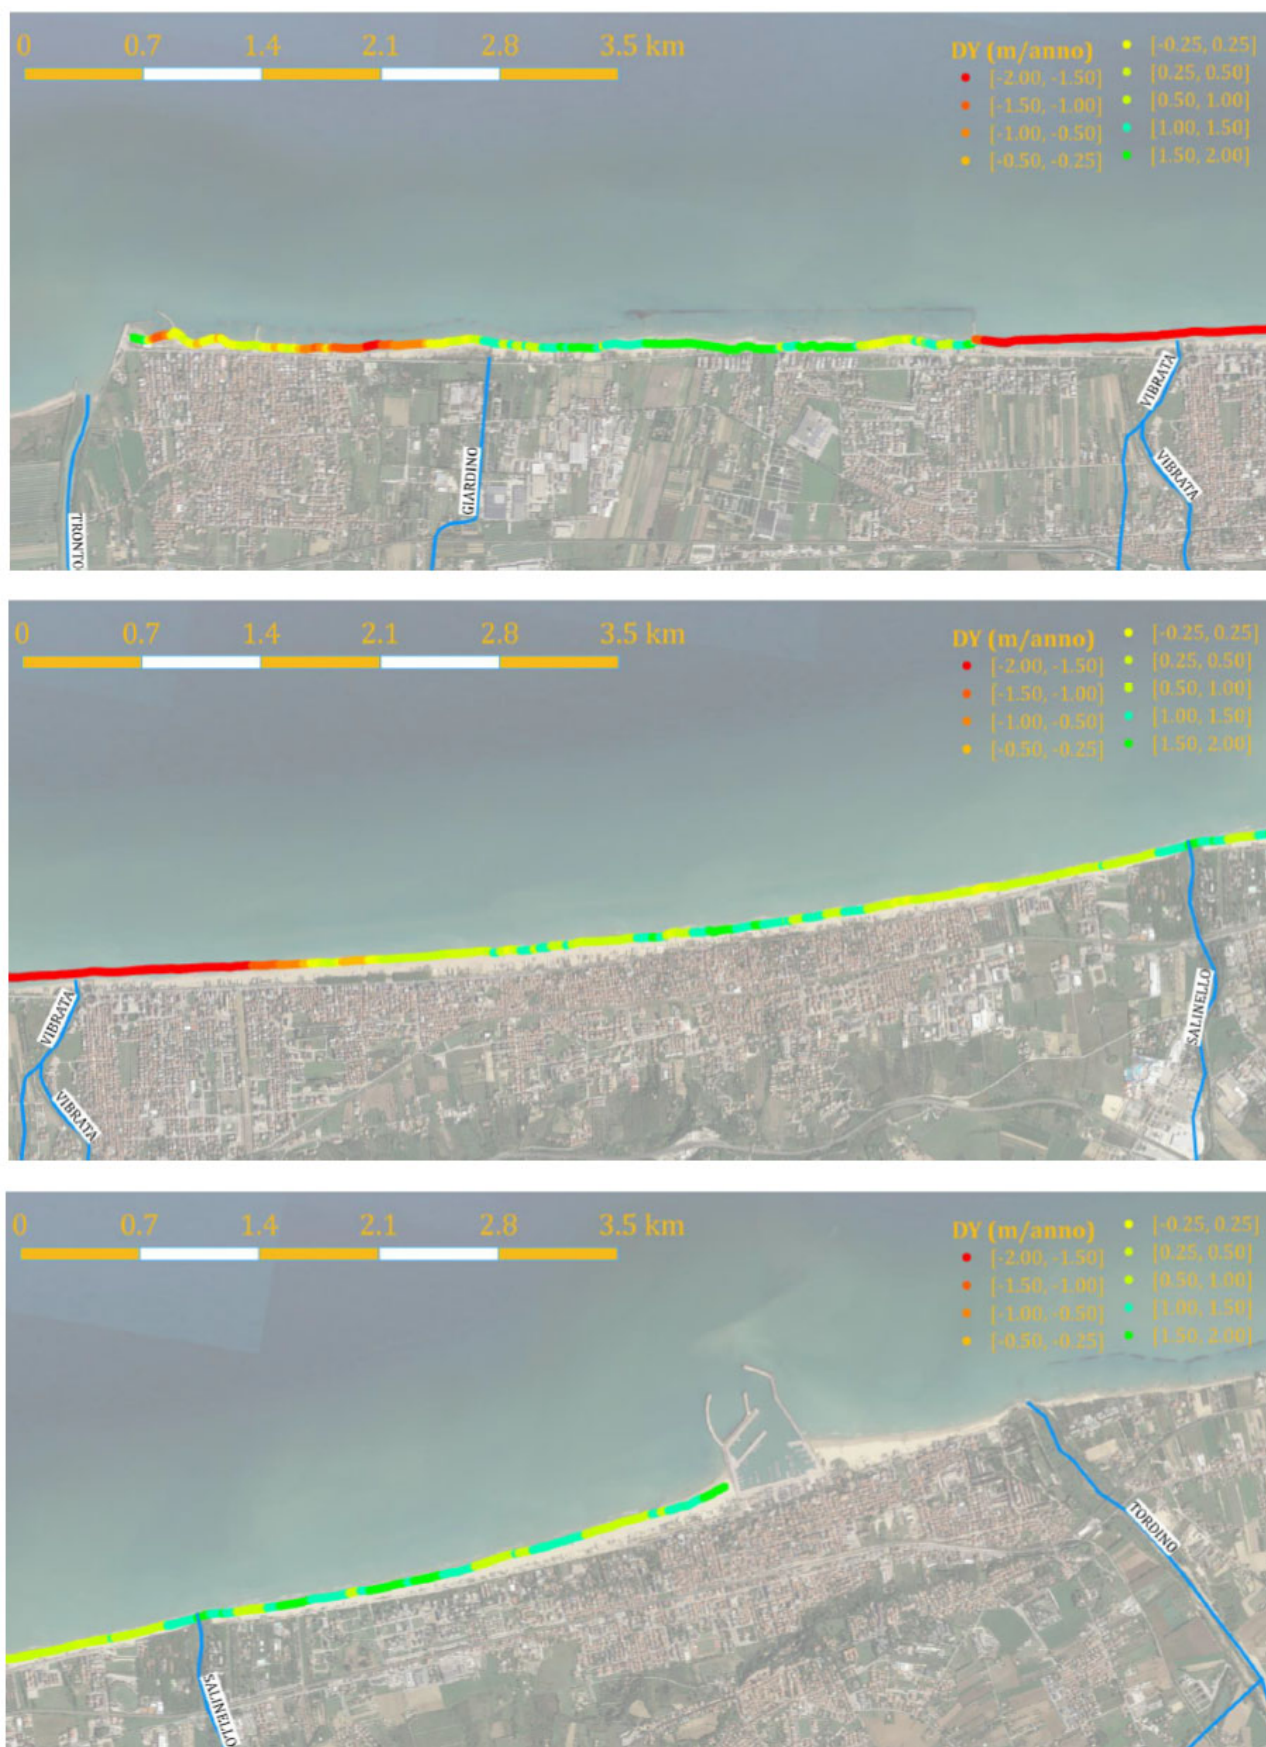 0 0.7 1.4 2.1 2.8 3.5 km
DY (m/anno)
[-2.00, -1.50]
[-1.50, -1.00]
[-1.00, -0.50]
[-0.50, -0.25]
[-0.25, 0.25]
[0.25, 0.50]
[0.50, 1.00]
[1.00, 1.50]
[1.50, 2.00]
TRONTO
GIARDINO
VIBRATA
VIBRATA
0 0.7 1.4 2.1 2.8 3.5 km
DY (m/anno)
[-2.00, -1.50]
[-1.50, -1.00]
[-1.00, -0.50]
[-0.50, -0.25]
[-0.25, 0.25]
[0.25, 0.50]
[0.50, 1.00]
[1.00, 1.50]
[1.50, 2.00]
VIBRATA
VIBRATA
SALINELLO
0 0.7 1.4 2.1 2.8 3.5 km
DY (m/anno)
[-2.00, -1.50]
[-1.50, -1.00]
[-1.00, -0.50]
[-0.50, -0.25]
[-0.25, 0.25]
[0.25, 0.50]
[0.50, 1.00]
[1.00, 1.50]
[1.50, 2.00]
SALINELLO
TORDINO